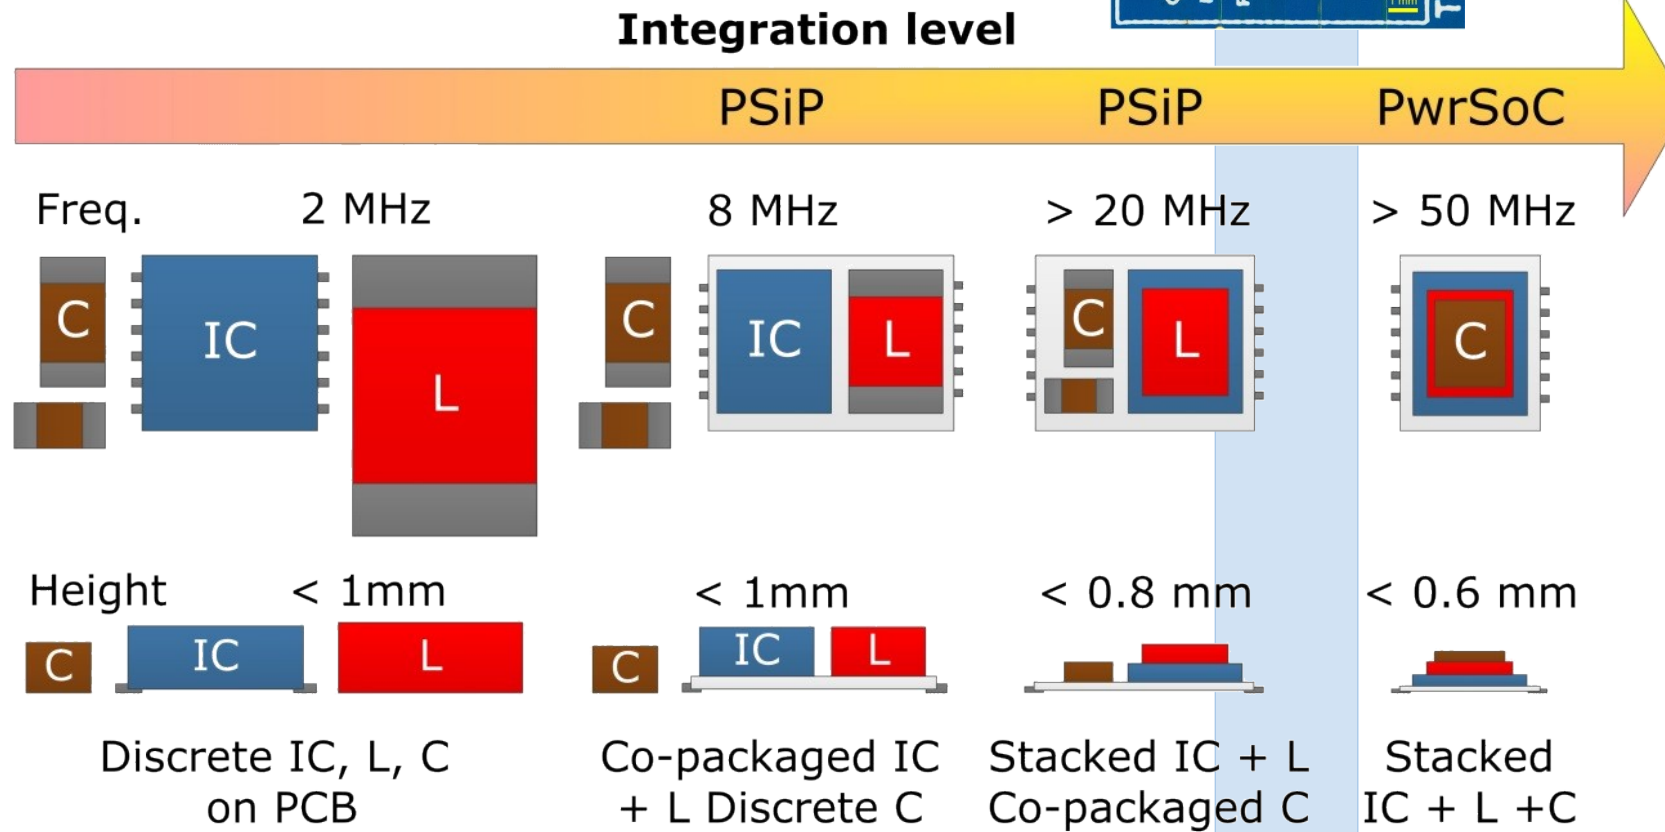 Integration level
PSiP PSiP PwrSoC
Freq. 2 MHz 8 MHz > 20 MHz > 50 MHz
C IC L C IC L C L C
Height < 1mm < 1mm < 0.8 mm < 0.6 mm
C IC L C IC L
Discrete IC, L, C
on PCB
Co-packaged IC
+ L Discrete C
Stacked IC + L
Co-packaged C
Stacked
IC + L +C